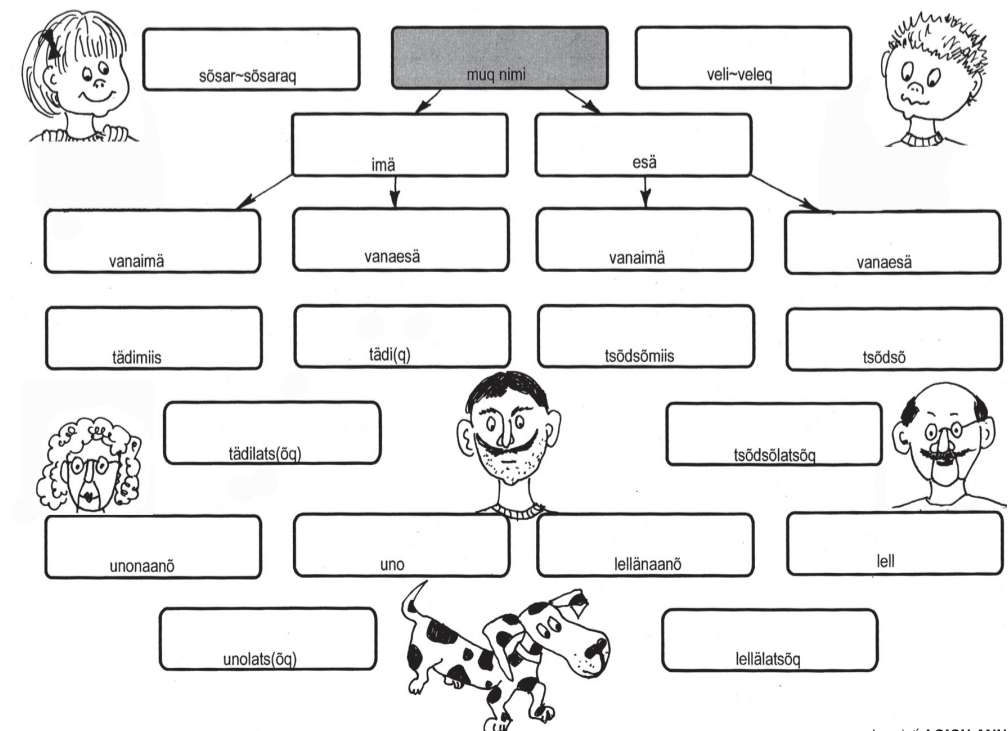 sõsar~sõsaraq
muq nimi
veli~veleq
imä
esä
vanaimä
vanaesä
vanaimä
vanaesä
tädimiis
tädi(q)
tsõdsõmiis
tsõdsõ
tädilats(õq)
tsõdsõlatsõq
unonaanõ
uno
lellänaanõ
lell
unolats(õq)
lellälatsõq